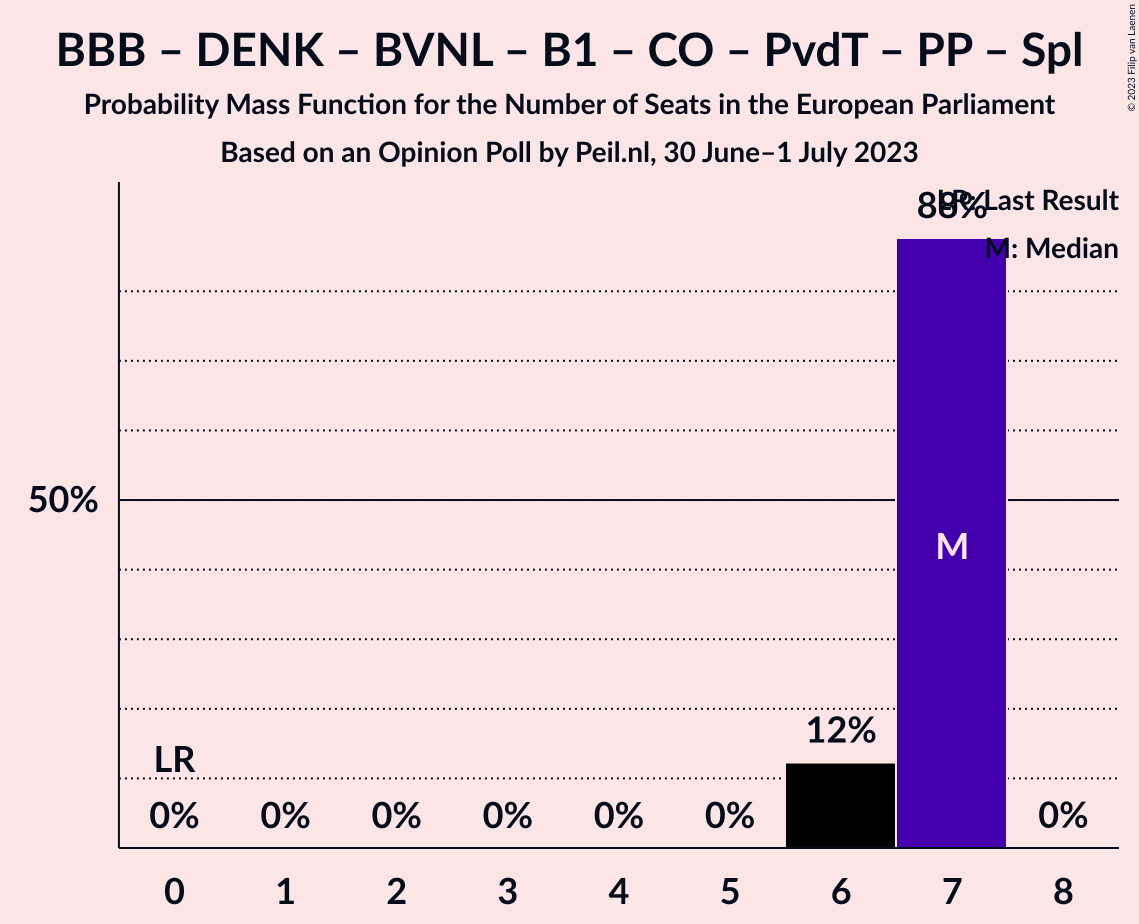 BBB – DENK – BVNL – B1 – CO – PvdT – PP – Spl
Probability Mass Function for the Number of Seats in the European Parliament
Based on an Opinion Poll by Peil.nl, 30 June–1 July 2023
© 2023 Filip van Laenen
LR: Last Result
M: Median
88%
50%
M
12%
LR
0% 0% 0% 0% 0% 0% 0%
0 1 2 3 4 5 6 7 8